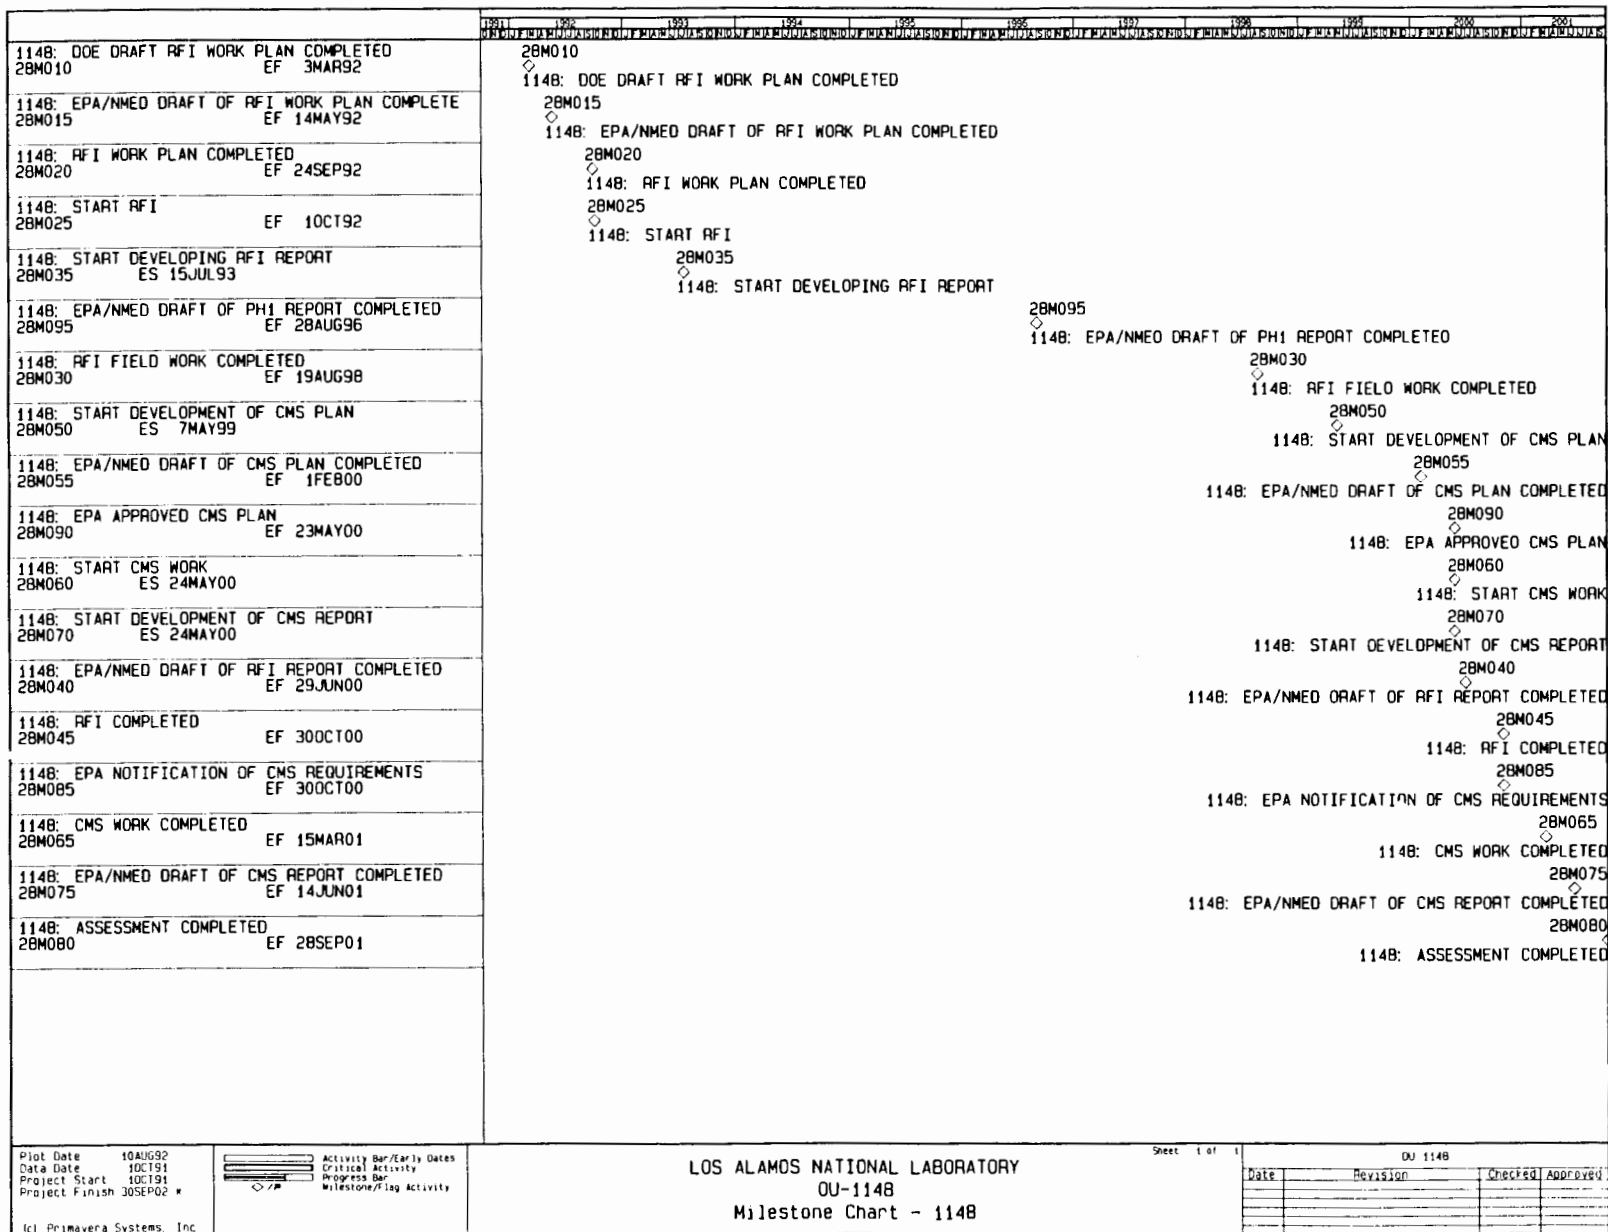 1991 1992 1993 1994 1995 1996 1997 1998 1999 2000 2001
1148: DOE DRAFT RFI WORK PLAN COMPLETED
28M010 EF 3MAR92
28M010
1148: DOE DRAFT RFI WORK PLAN COMPLETED
1148: EPA/NMED DRAFT OF RFI WORK PLAN COMPLETE
28M015 EF 14MAY92
28M015
1148: EPA/NMED DRAFT OF RFI WORK PLAN COMPLETED
1148: RFI WORK PLAN COMPLETED
28M020 EF 24SEP92
28M020
1148: RFI WORK PLAN COMPLETED
1148: START RFI
28M025 EF 1OCT92
28M025
1148: START RFI
1148: START DEVELOPING RFI REPORT
28M035 ES 15JUL93
28M035
1148: START DEVELOPING RFI REPORT
1148: EPA/NMED DRAFT OF PH1 REPORT COMPLETED
28M095 EF 28AUG96
28M095
1148: EPA/NMED DRAFT OF PH1 REPORT COMPLETED
1148: RFI FIELD WORK COMPLETED
28M030 EF 19AUG98
28M030
1148: RFI FIELD WORK COMPLETED
1148: START DEVELOPMENT OF CMS PLAN
28M050 ES 7MAY99
28M050
1148: START DEVELOPMENT OF CMS PLAN
1148: EPA/NMED DRAFT OF CMS PLAN COMPLETED
28M055 EF 1FEB00
28M055
1148: EPA/NMED DRAFT OF CMS PLAN COMPLETED
1148: EPA APPROVED CMS PLAN
28M090 EF 23MAY00
28M090
1148: EPA APPROVED CMS PLAN
1148: START CMS WORK
28M060 ES 24MAY00
28M060
1148: START CMS WORK
1148: START DEVELOPMENT OF CMS REPORT
28M070 ES 24MAY00
28M070
1148: START DEVELOPMENT OF CMS REPORT
1148: EPA/NMED DRAFT OF RFI REPORT COMPLETED
28M040 EF 29JUN00
28M040
1148: EPA/NMED DRAFT OF RFI REPORT COMPLETED
1148: RFI COMPLETED
28M045 EF 30OCT00
28M045
1148: RFI COMPLETED
1148: EPA NOTIFICATION OF CMS REQUIREMENTS
28M085 EF 30OCT00
28M085
1148: EPA NOTIFICATION OF CMS REQUIREMENTS
1148: CMS WORK COMPLETED
28M065 EF 15MAR01
28M065
1148: CMS WORK COMPLETED
1148: EPA/NMED DRAFT OF CMS REPORT COMPLETED
28M075 EF 14JUN01
28M075
1148: EPA/NMED DRAFT OF CMS REPORT COMPLETED
1148: ASSESSMENT COMPLETED
28M080 EF 28SEP01
28M080
1148: ASSESSMENT COMPLETED
Plot Date 10AUG92
Data Date 1OCT91
Project Start 1OCT91
Project Finish 30SEP02 *
(c) Primavera Systems, Inc
Activity Bar/Early Dates
Critical Activity
Progress Bar
Milestone/Flag Activity
LOS ALAMOS NATIONAL LABORATORY
OU-1148
Milestone Chart - 1148
Sheet 1 of 1
OU 1148
Date Revision Checked Approved